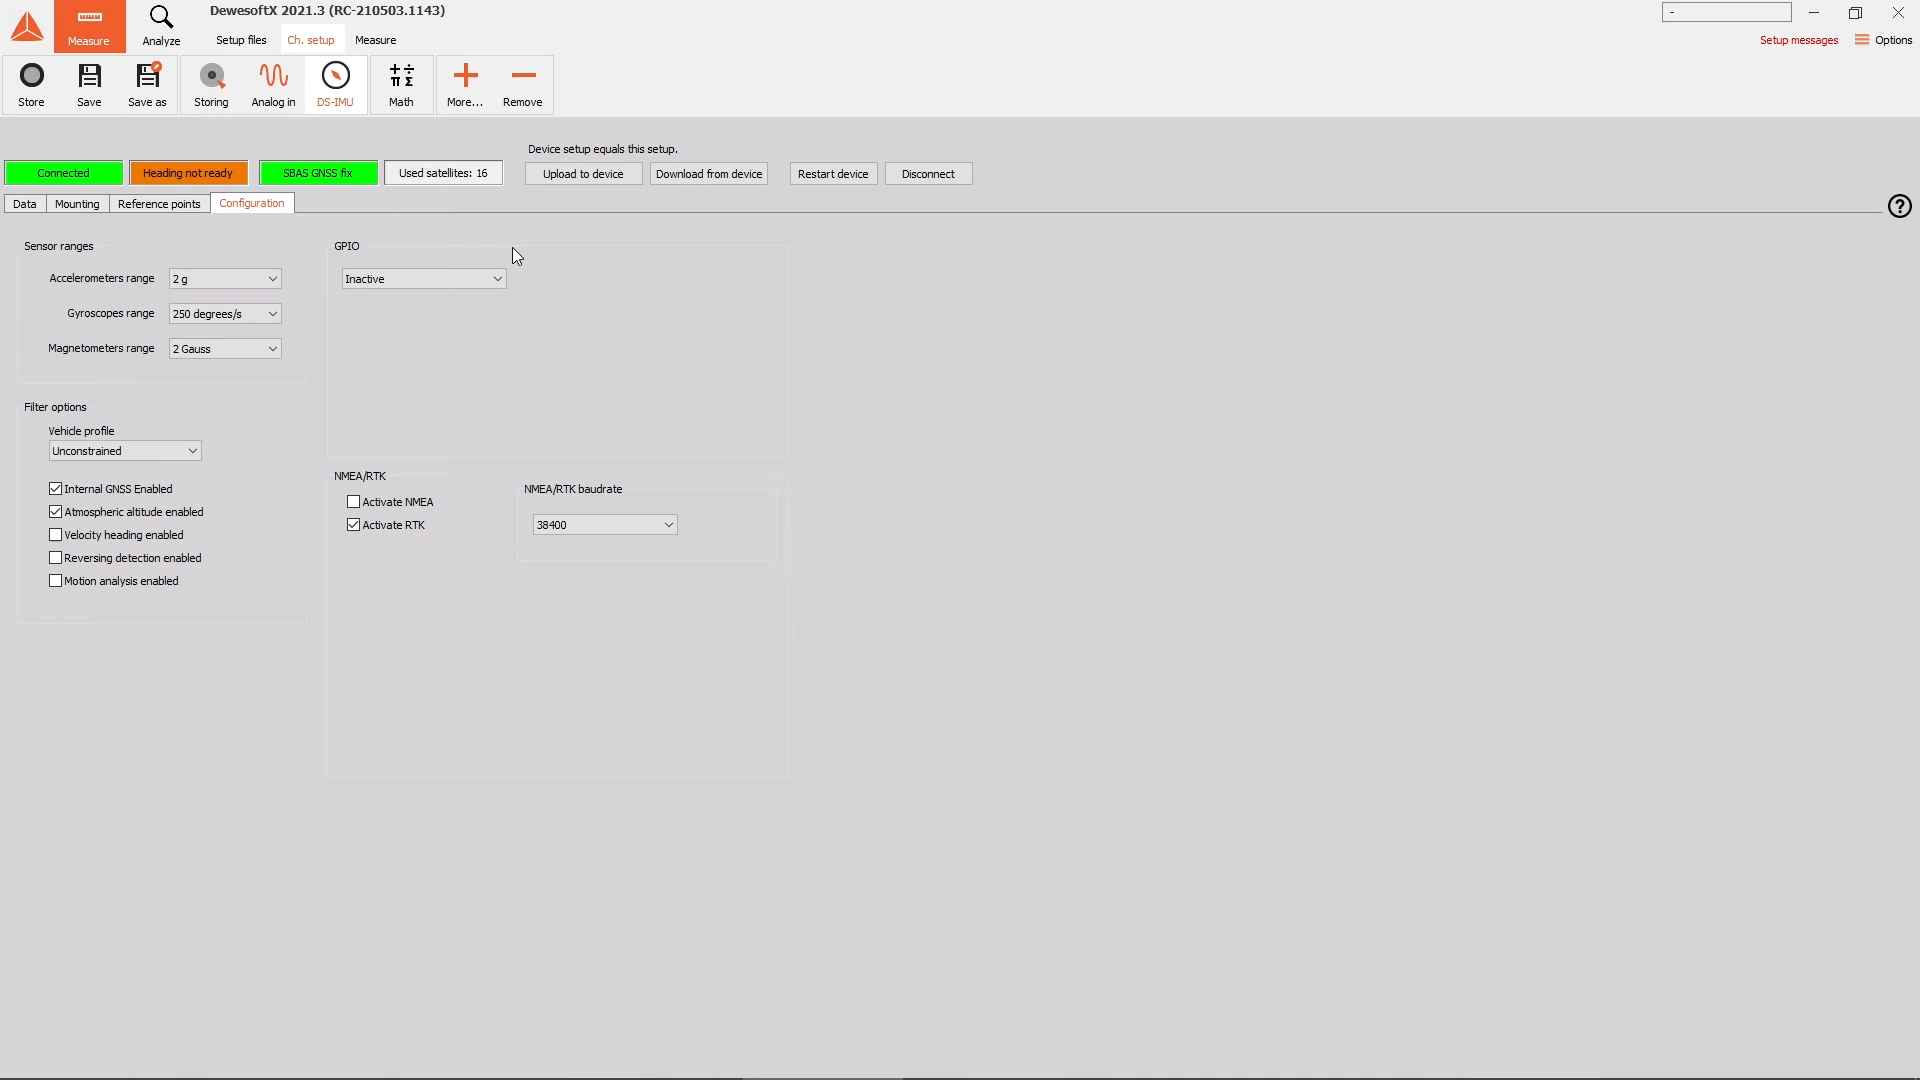 DewesoftX 2021.3 (RC-210503.1143)
-
Measure
Analyze
Setup files
Ch. setup
Measure
Setup messages
Options
Store
Save
Save as
Storing
Analog in
DS-IMU
Math
More...
Remove
Device setup equals this setup.
Connected
Heading not ready
SBAS GNSS fix
Used satellites: 16
Upload to device
Download from device
Restart device
Disconnect
Data
Mounting
Reference points
Configuration
?
Sensor ranges
Accelerometers range
2 g
Gyroscopes range
250 degrees/s
Magnetometers range
2 Gauss
GPIO
Inactive
Filter options
Vehicle profile
Unconstrained
Internal GNSS Enabled
Atmospheric altitude enabled
Velocity heading enabled
Reversing detection enabled
Motion analysis enabled
NMEA/RTK
Activate NMEA
Activate RTK
NMEA/RTK baudrate
38400